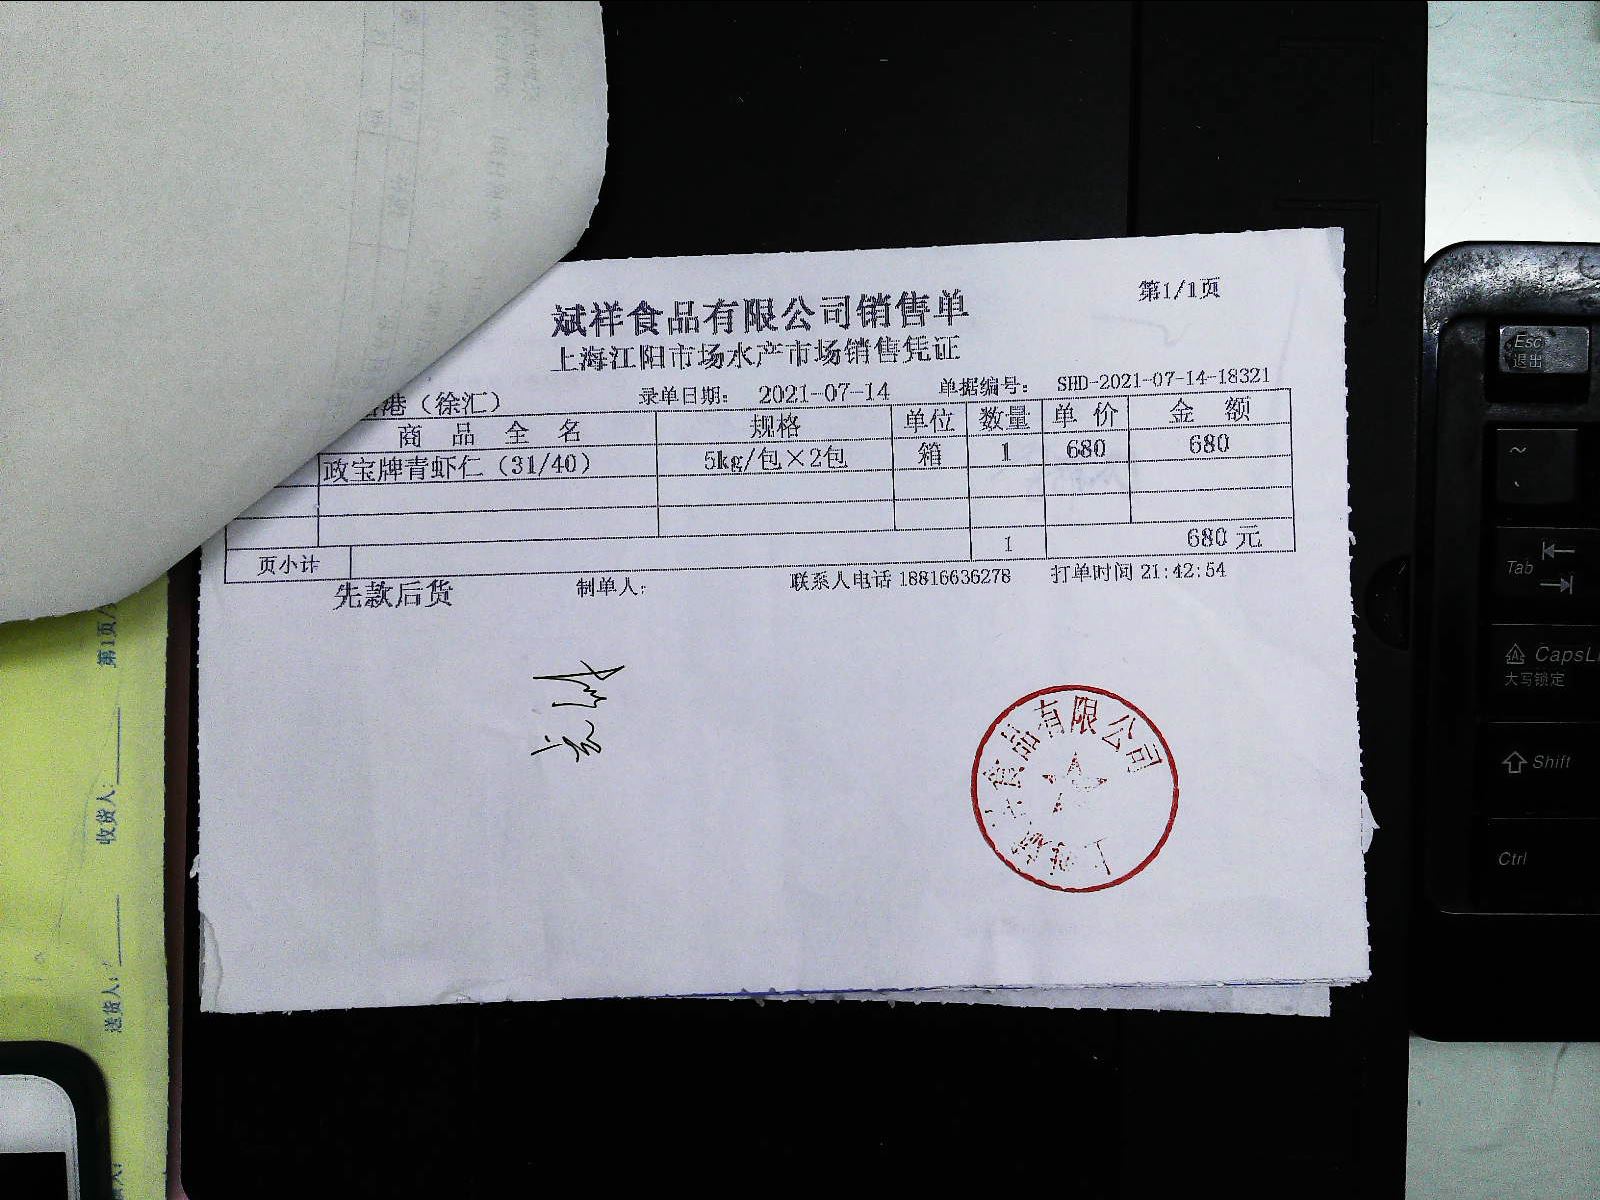 斌祥食品有限公司销售单
第1/1页
上海江阳市场水产市场销售凭证
港（徐汇）
录单日期： 2021-07-14
单据编号： SHD-2021-07-14-18321
商 品 全 名 规格 单位 数量 单 价 金 额
政宝牌青虾仁（31/40） 5kg/包×2包 箱 1 680 680
页小计 1 680 元
先款后货 制单人： 联系人电话 18816636278 打单时间 21:42:54
食品有限公司
第1页
收货人：
送货人：
Esc
退出
~
Tab
CapsL
大写锁定
Shift
Ctrl